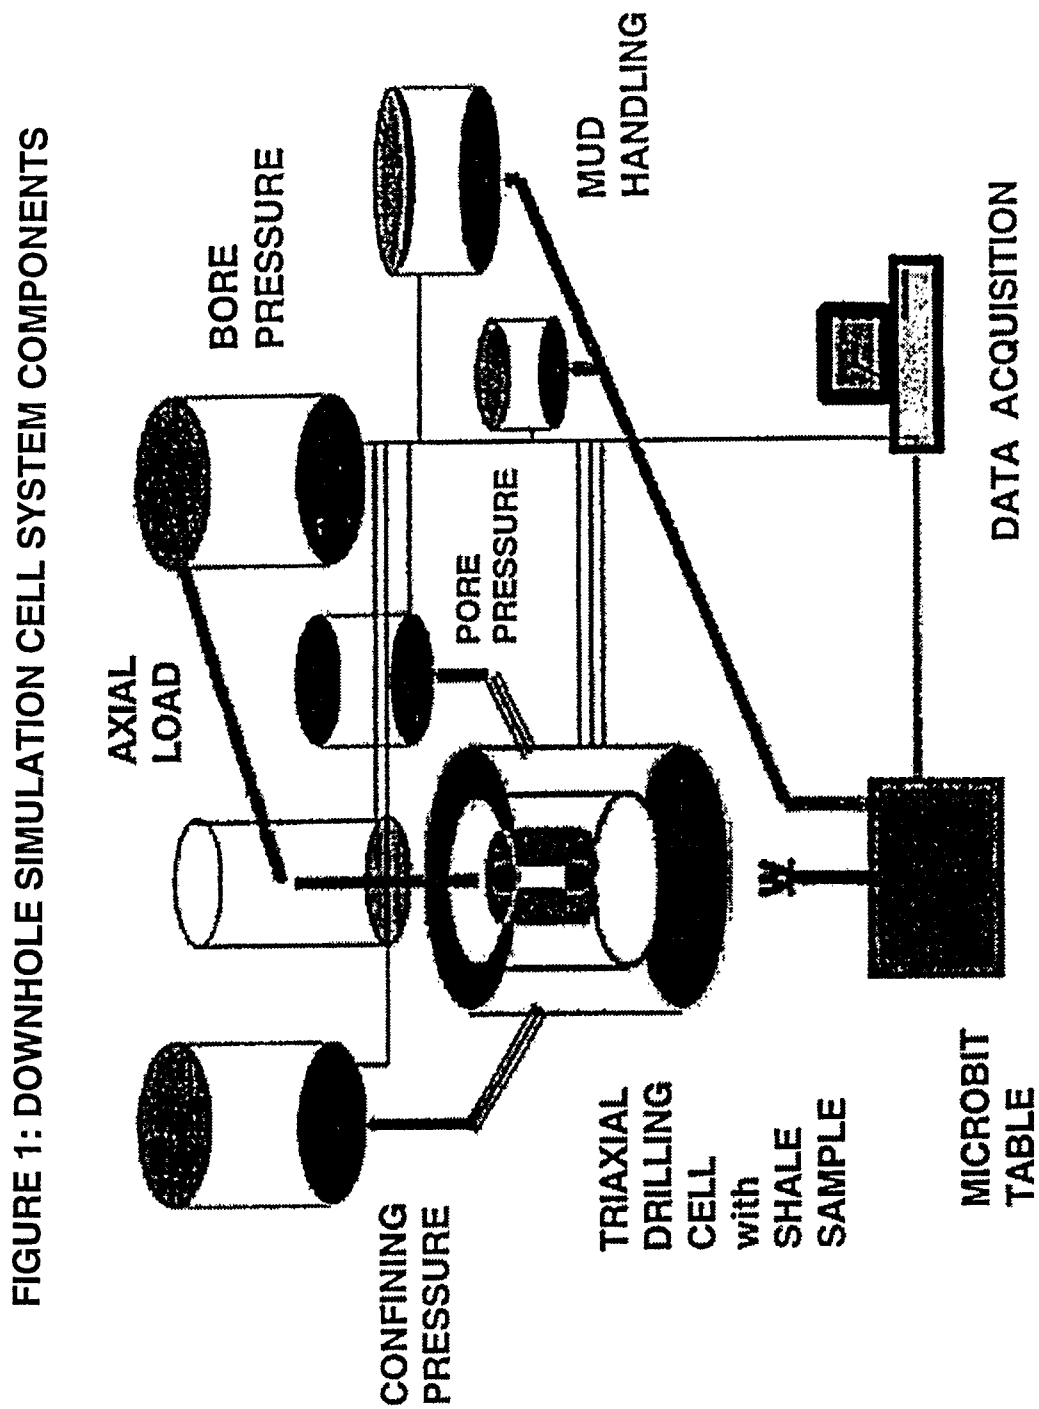 FIGURE 1: DOWNHOLE SIMULATION CELL SYSTEM COMPONENTS
AXIAL
LOAD
BORE
PRESSURE
CONFINING
PRESSURE
PORE
PRESSURE
MUD
HANDLING
TRIAXIAL
DRILLING
CELL
with
SHALE
SAMPLE
MICROBIT
TABLE
DATA ACQUISITION